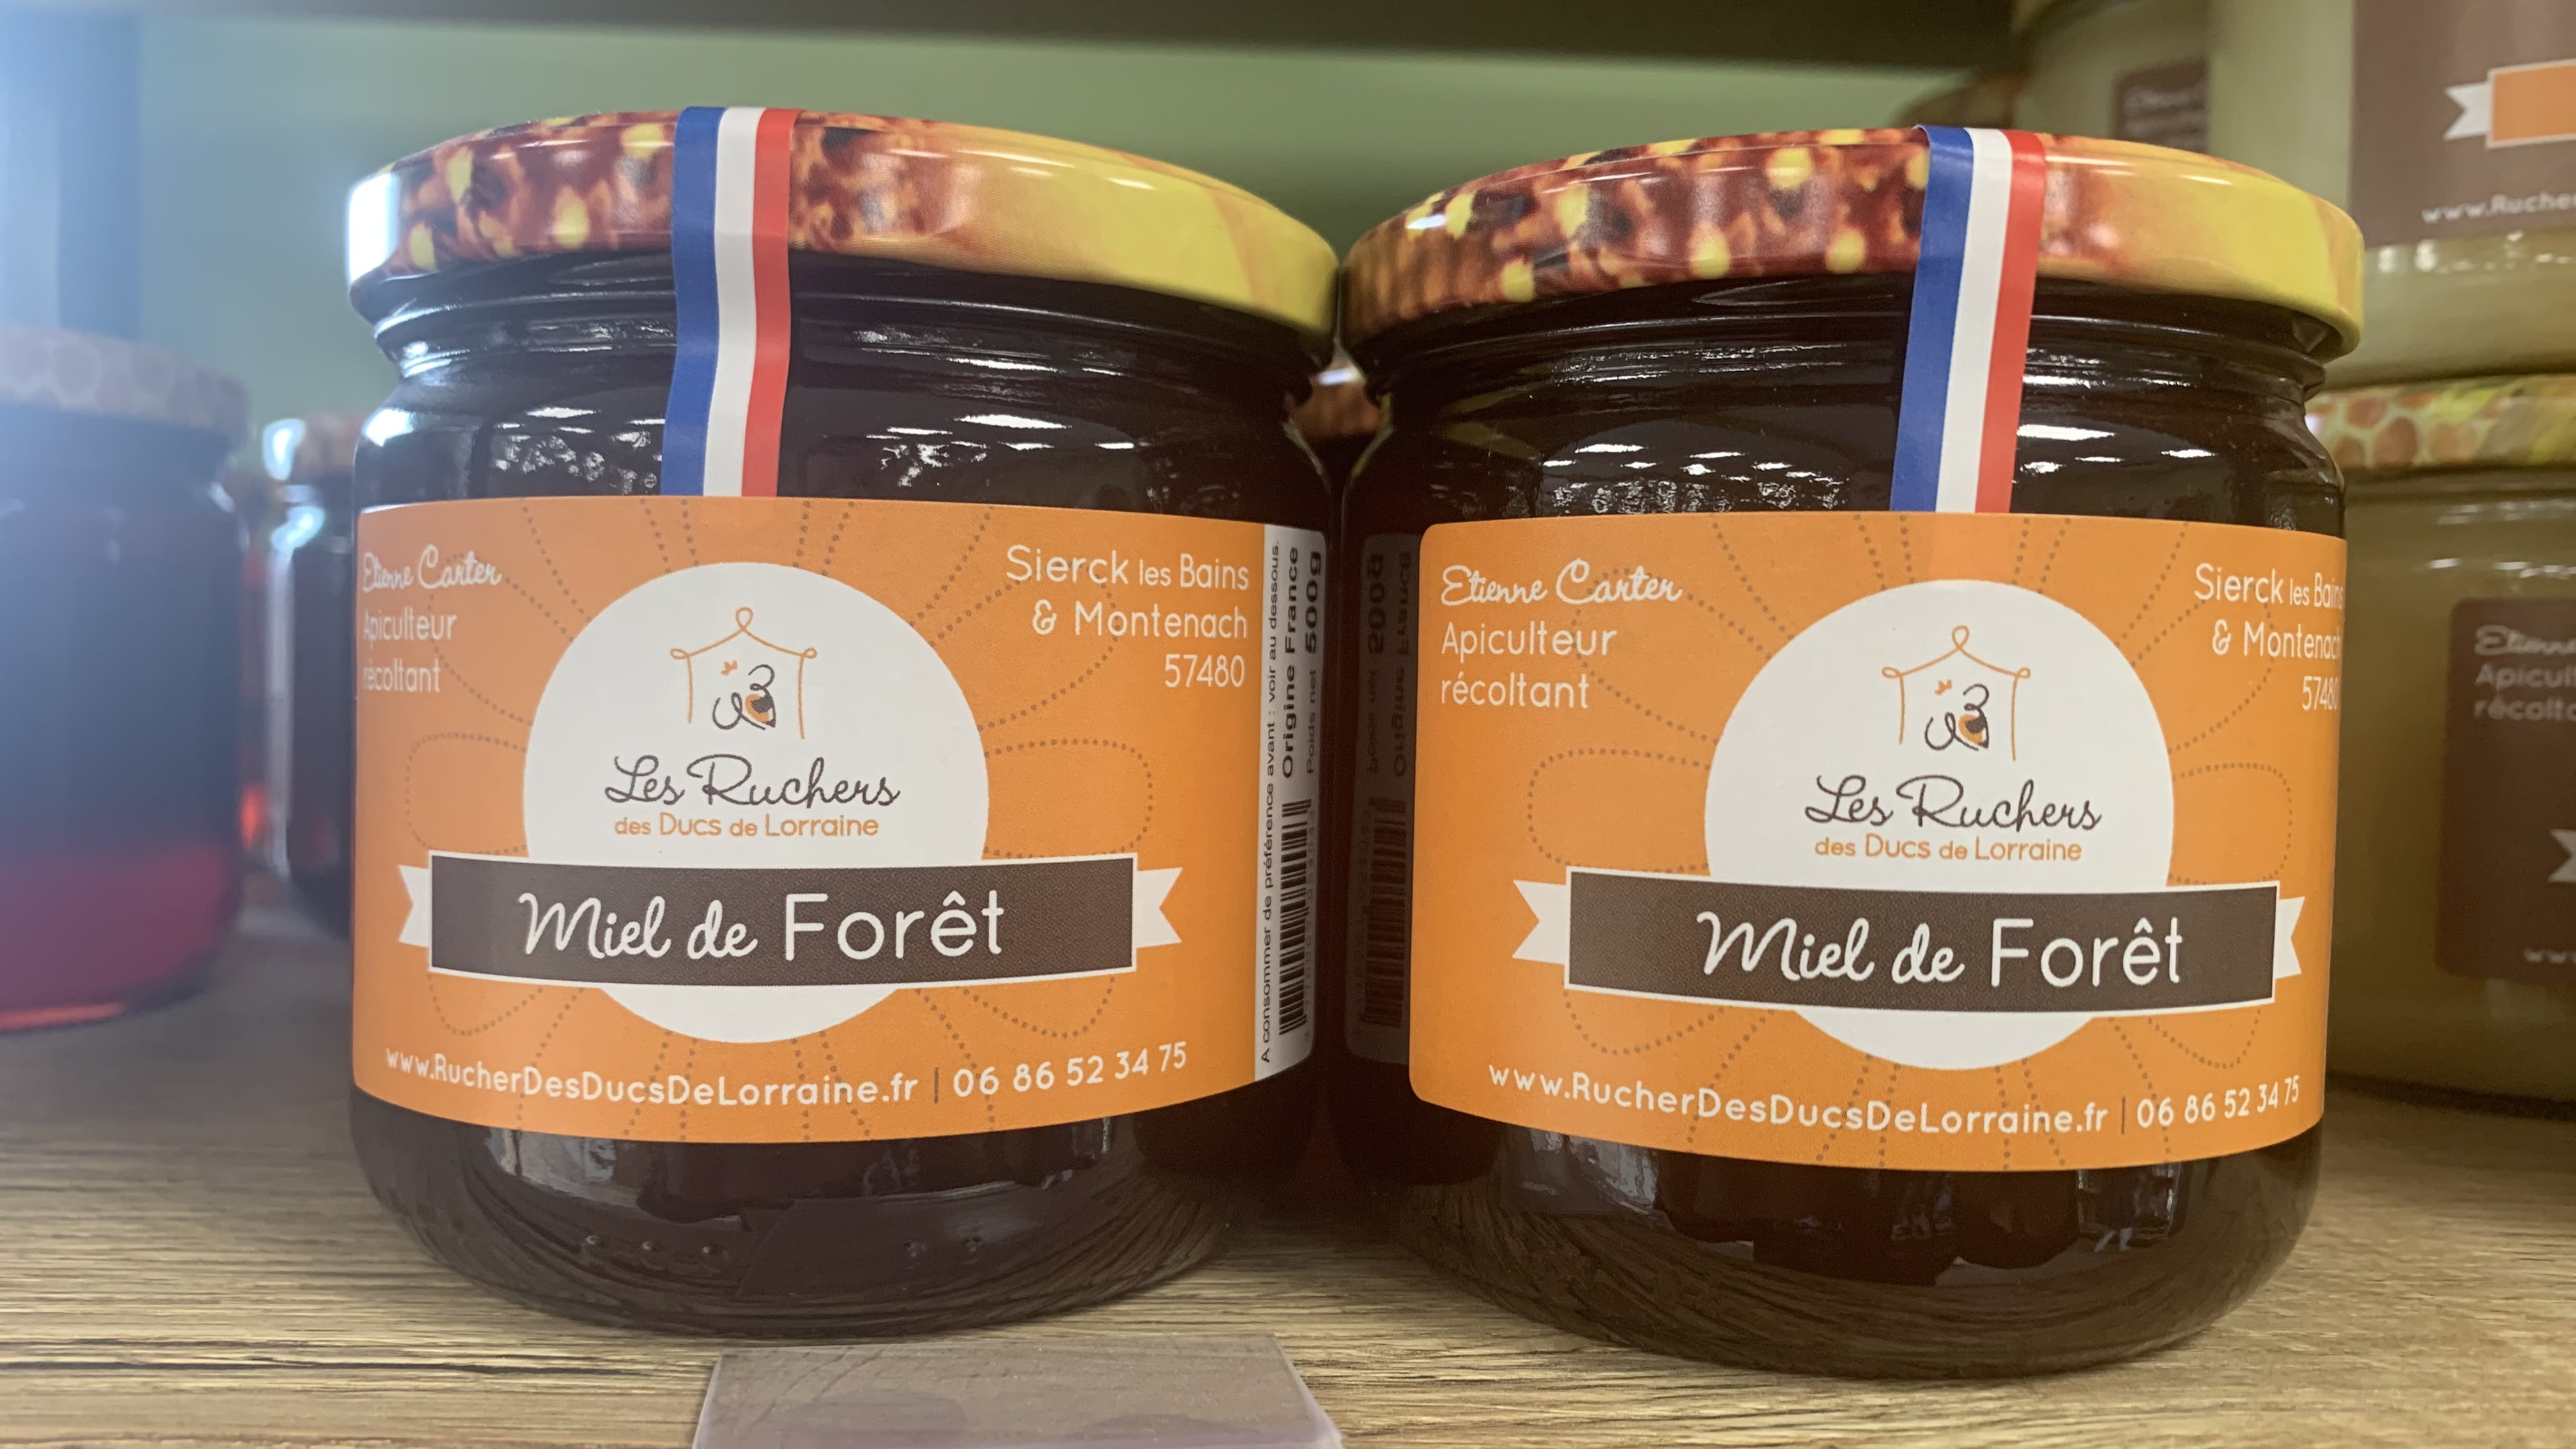 Etienne Carter
Apiculteur
récoltant
Sierck les Bains
& Montenach
57480
Les Ruchers
des Ducs de Lorraine
Miel de Forêt
www.RucherDesDucsDeLorraine.fr | 06 86 52 34 75
A consommer de préférence avant : voir au dessous.
Origine France
Poids net 500g
Etienne Carter
Apiculteur
récoltant
Sierck les Bains
& Montenach
57480
Les Ruchers
des Ducs de Lorraine
Miel de Forêt
www.RucherDesDucsDeLorraine.fr | 06 86 52 34 75